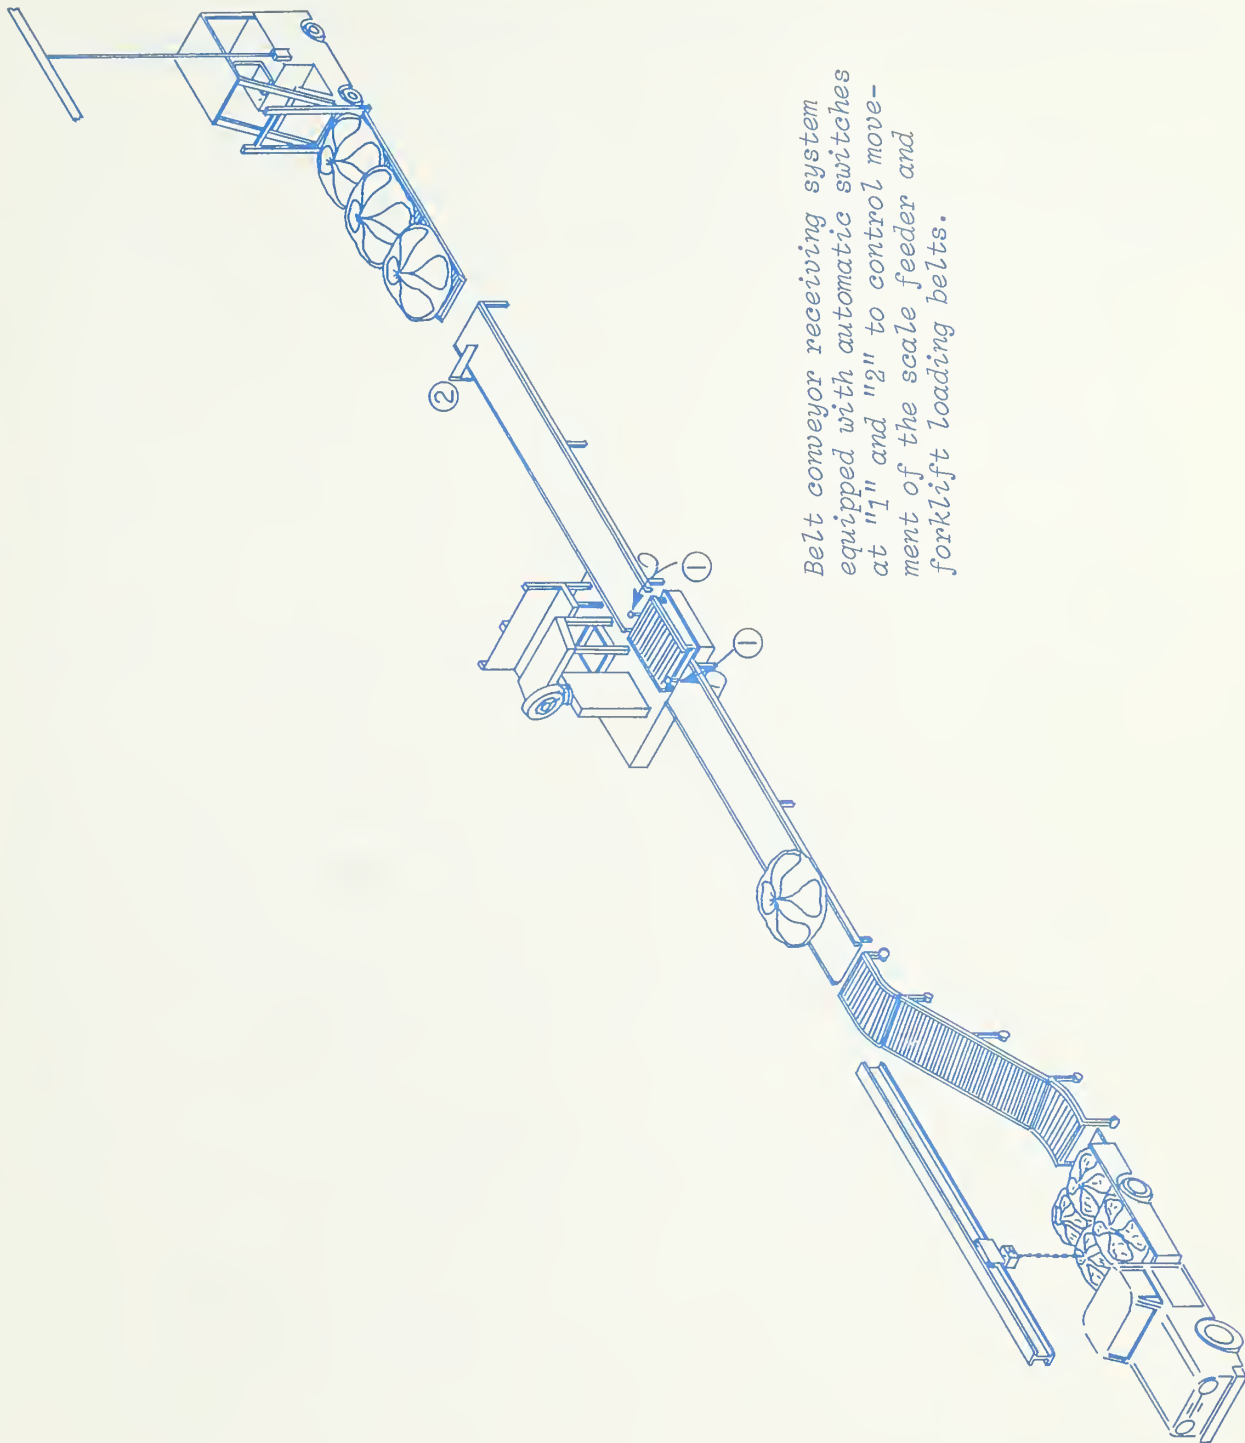 Belt conveyor receiving system
equipped with automatic switches
at "1" and "2" to control move-
ment of the scale feeder and
forklift loading belts.
2
1
1